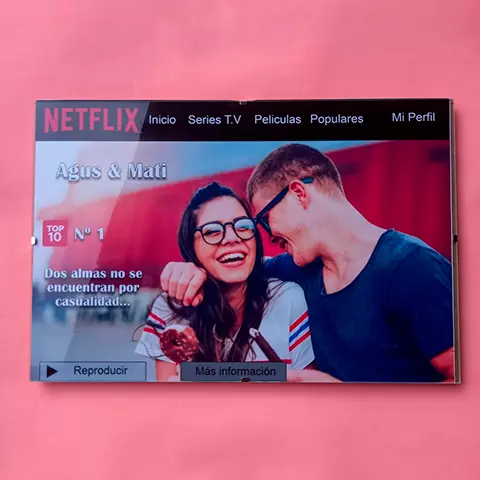 NETFLIX Inicio Series T.V Peliculas Populares Mi Perfil
Agus & Mati
TOP
10
Nº 1
Dos almas no se
encuentran por
casualidad...
Reproducir
Más información